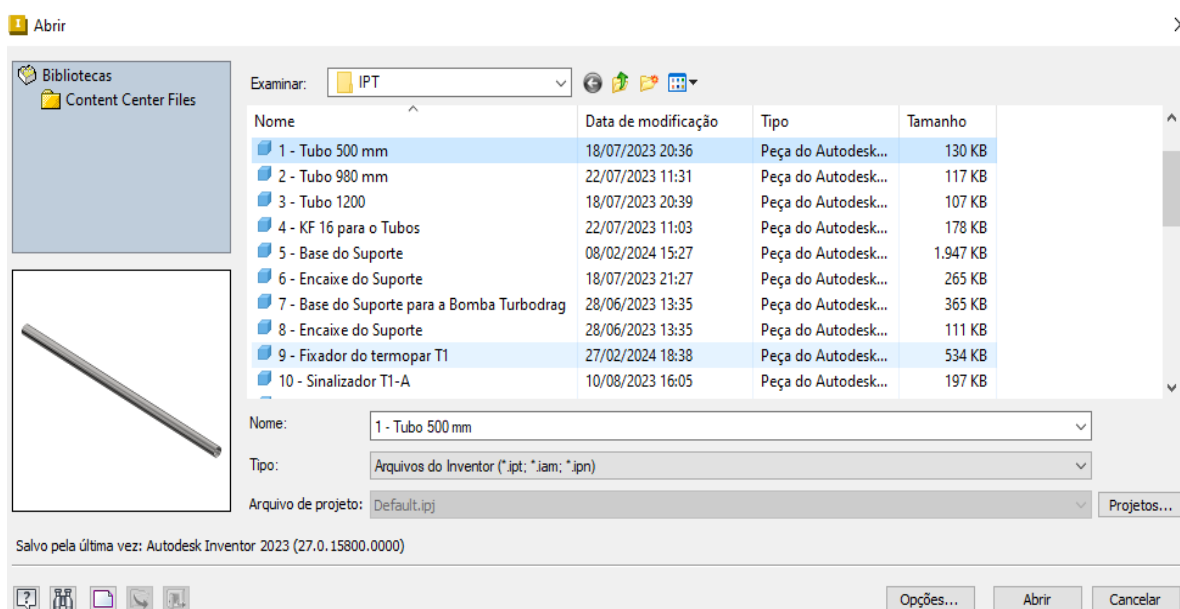 Abrir
Bibliotecas
Content Center Files
Examinar: IPT
Nome Data de modificação Tipo Tamanho
1 - Tubo 500 mm 18/07/2023 20:36 Peça do Autodesk... 130 KB
2 - Tubo 980 mm 22/07/2023 11:31 Peça do Autodesk... 117 KB
3 - Tubo 1200 18/07/2023 20:39 Peça do Autodesk... 107 KB
4 - KF 16 para o Tubos 22/07/2023 11:03 Peça do Autodesk... 178 KB
5 - Base do Suporte 08/02/2024 15:27 Peça do Autodesk... 1.947 KB
6 - Encaixe do Suporte 18/07/2023 21:27 Peça do Autodesk... 265 KB
7 - Base do Suporte para a Bomba Turbodrag 28/06/2023 13:35 Peça do Autodesk... 365 KB
8 - Encaixe do Suporte 28/06/2023 13:35 Peça do Autodesk... 111 KB
9 - Fixador do termopar T1 27/02/2024 18:38 Peça do Autodesk... 534 KB
10 - Sinalizador T1-A 10/08/2023 16:05 Peça do Autodesk... 197 KB
Nome: 1 - Tubo 500 mm
Tipo: Arquivos do Inventor (*.ipt; *.iam; *.ipn)
Arquivo de projeto: Default.ipj Projetos...
Salvo pela última vez: Autodesk Inventor 2023 (27.0.15800.0000)
Opções... Abrir Cancelar